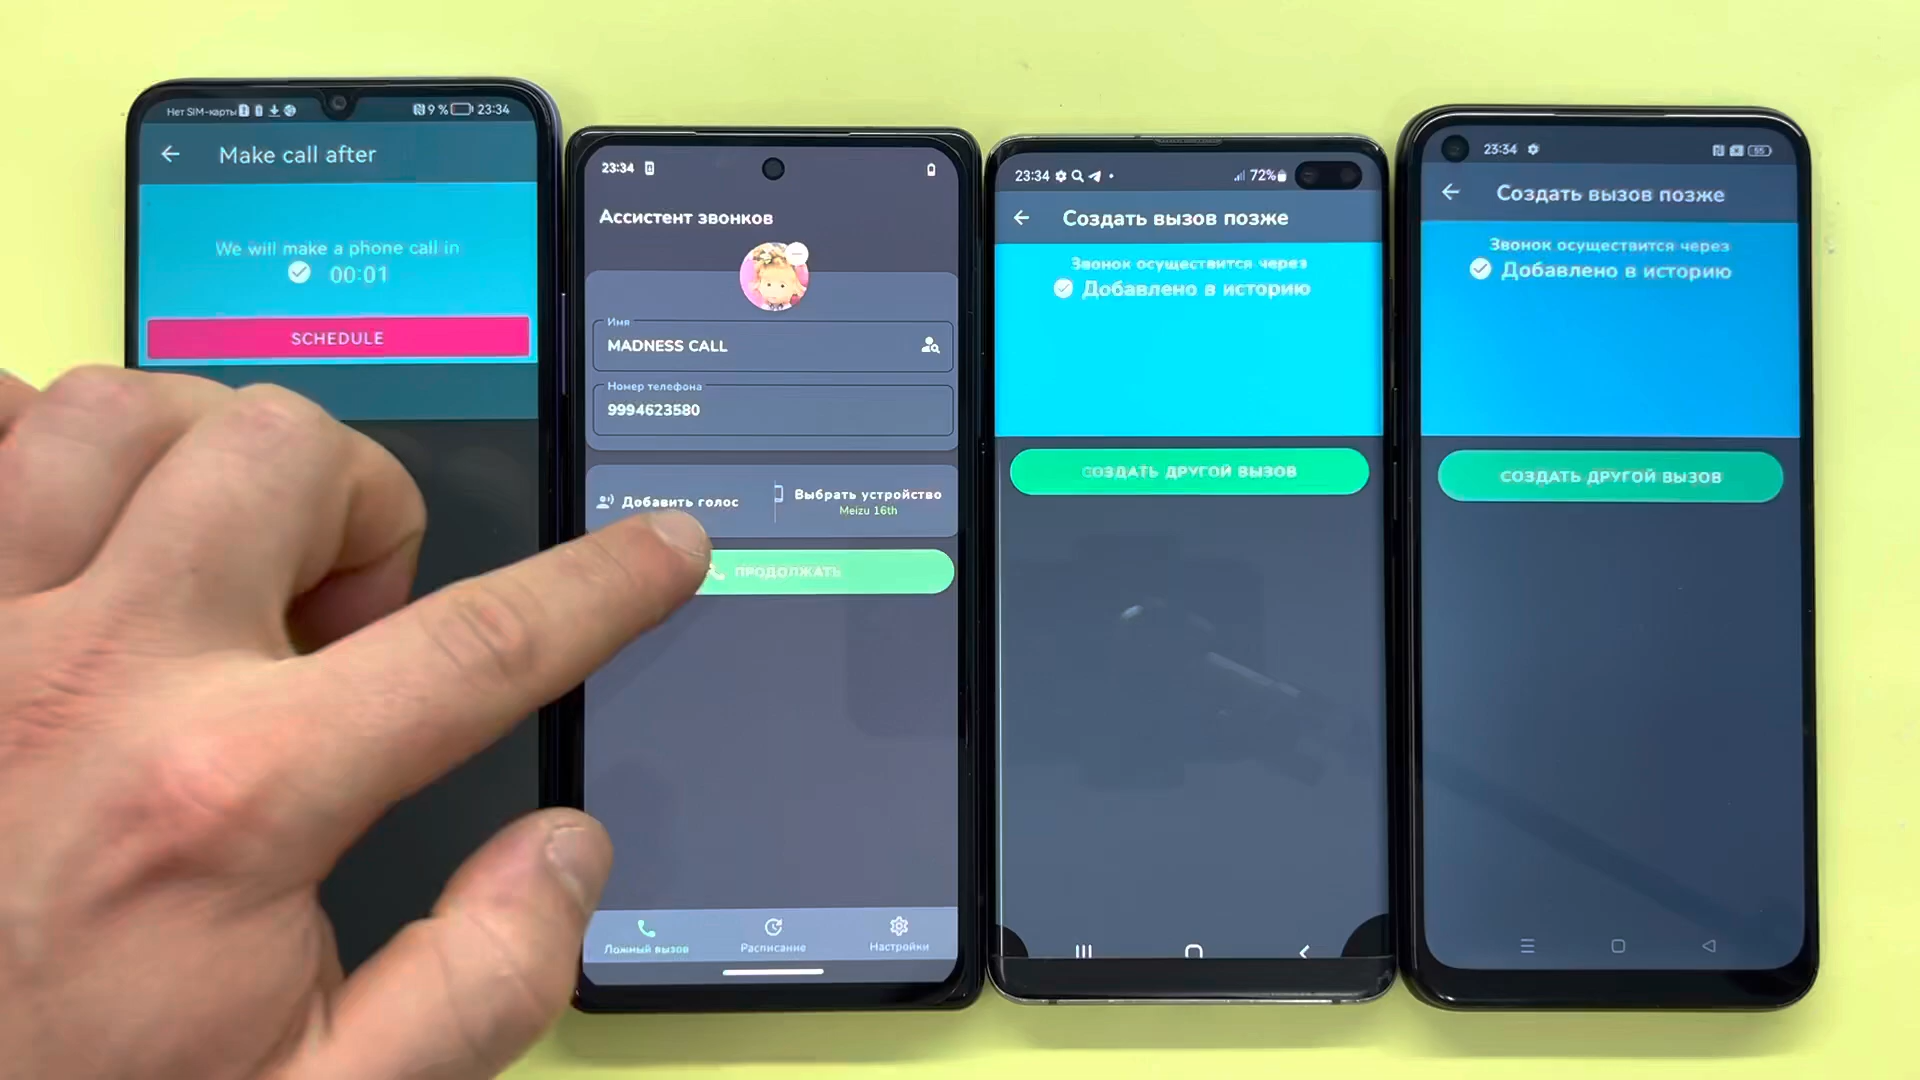 Нет SIM-карты
9 %
23:34
Make call after
We will make a phone call in
00:01
SCHEDULE
23:34
Ассистент звонков
Имя
MADNESS CALL
Номер телефона
9994623580
Добавить голос
Выбрать устройство
Meizu 16th
ПРОДОЛЖАТЬ
Ложный вызов
Расписание
Настройки
23:34
72%
Создать вызов позже
Звонок осуществится через
Добавлено в историю
СОЗДАТЬ ДРУГОЙ ВЫЗОВ
23:34
55
Создать вызов позже
Звонок осуществится через
Добавлено в историю
СОЗДАТЬ ДРУГОЙ ВЫЗОВ